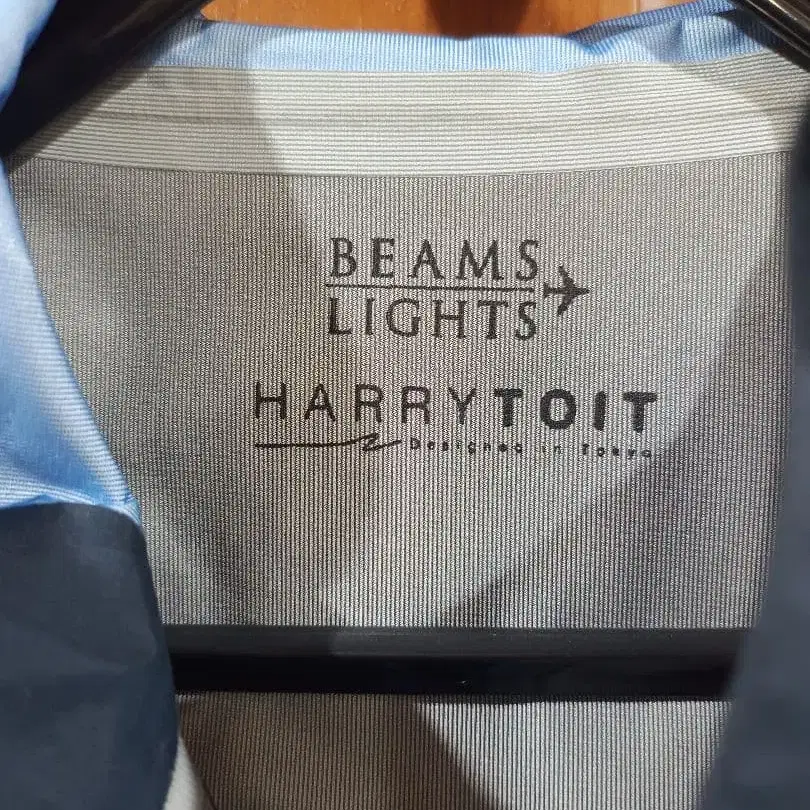 BEAMS
LIGHTS
HARRYTOIT
Designed in Tokyo